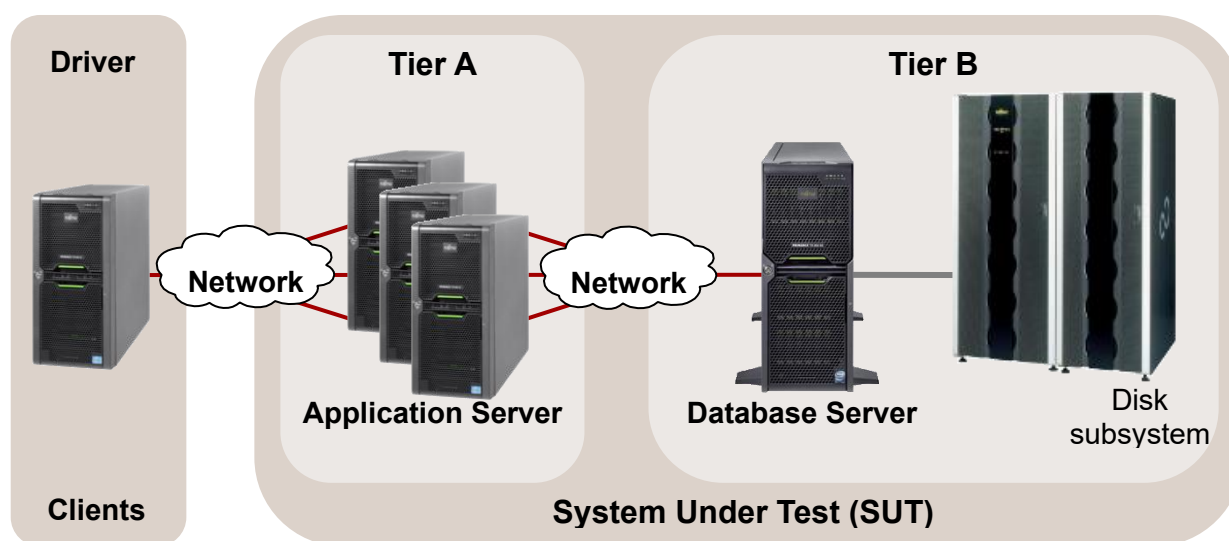 Driver
Tier A
Tier B
Network
Network
Application Server
Database Server
Disk
subsystem
Clients
System Under Test (SUT)